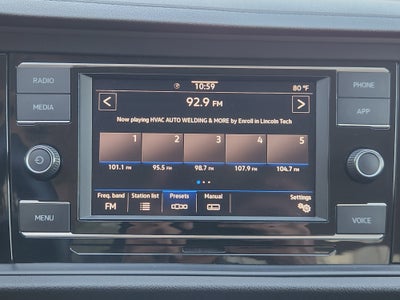 RADIO
MEDIA
MENU
10:59
80 °F
92.9 FM
Now playing HVAC AUTO WELDING & MORE by Enroll in Lincoln Tech
1 2 3 4 5
101.1 FM 95.5 FM 98.7 FM 107.9 FM 104.7 FM
Freq. band Station list Presets Manual Settings
FM
PHONE
APP
VOICE